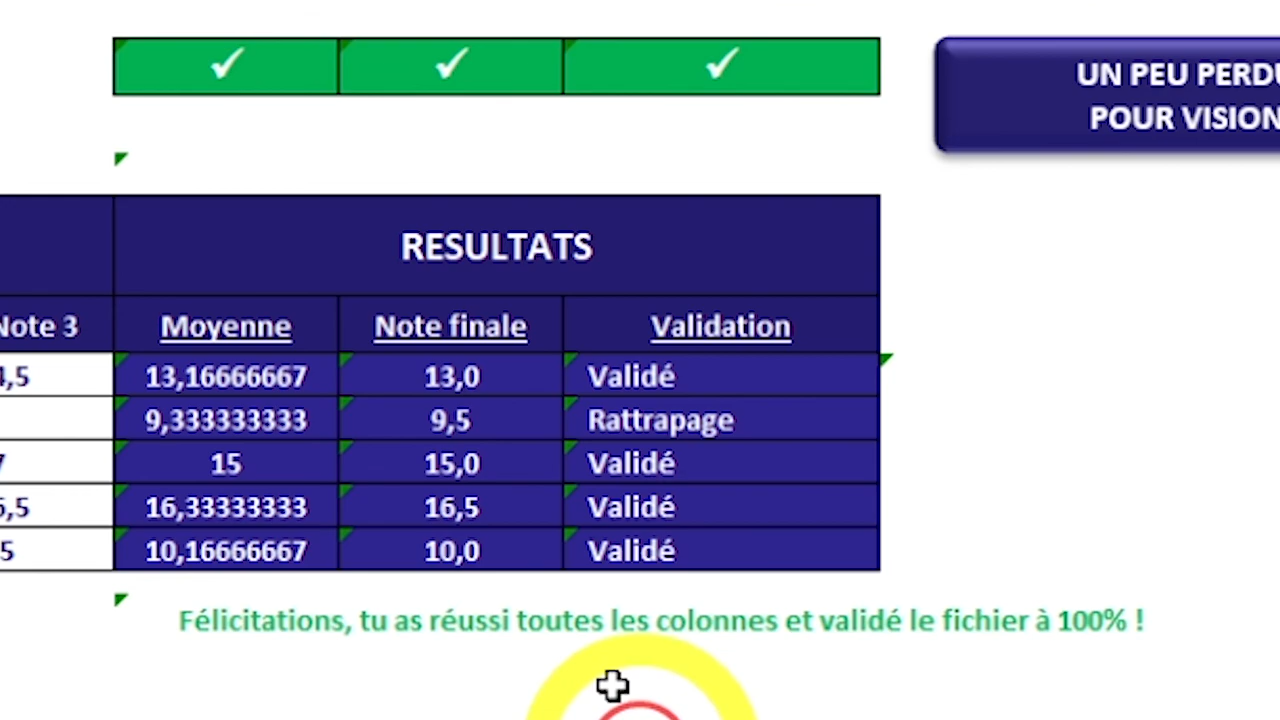 ✓ ✓ ✓
UN PEU
POUR
RESULTATS
Note 3 Moyenne Note finale Validation
13,16666667 13,0 Validé
9,333333333 9,5 Rattrapage
15 15,0 Validé
16,33333333 16,5 Validé
10,16666667 10,0 Validé
Félicitations, tu as réussi toutes les colonnes et validé le fichier à 100% !